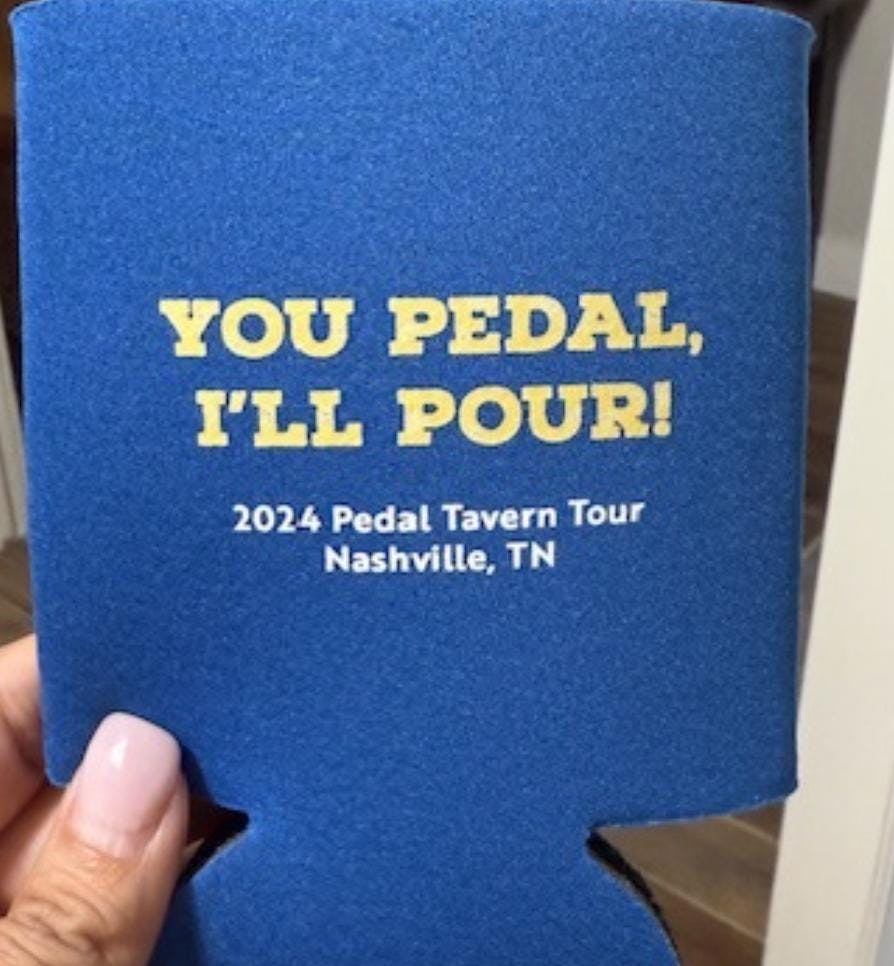 YOU PEDAL,
I'LL POUR!
2024 Pedal Tavern Tour
Nashville, TN